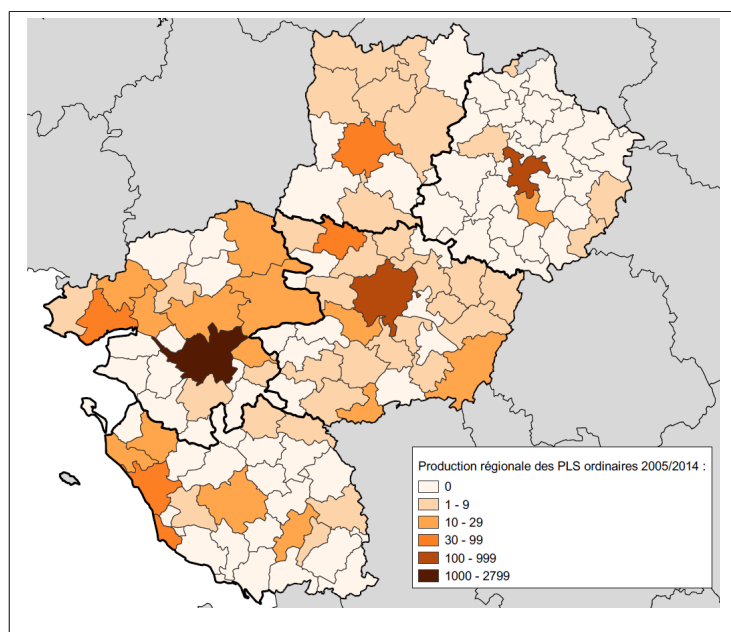 Production régionale des PLS ordinaires 2005/2014 :
0
1 - 9
10 - 29
30 - 99
100 - 999
1000 - 2799